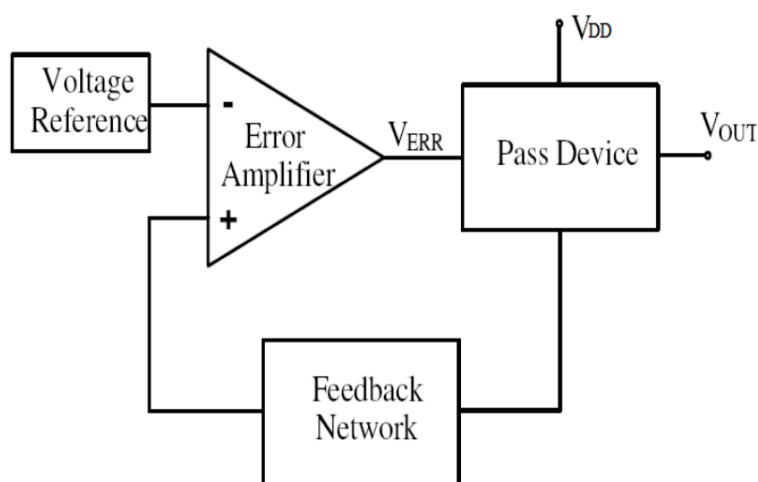 Voltage
Reference
-
+
Error
Amplifier
VERR
VDD
Pass Device
VOUT
Feedback
Network